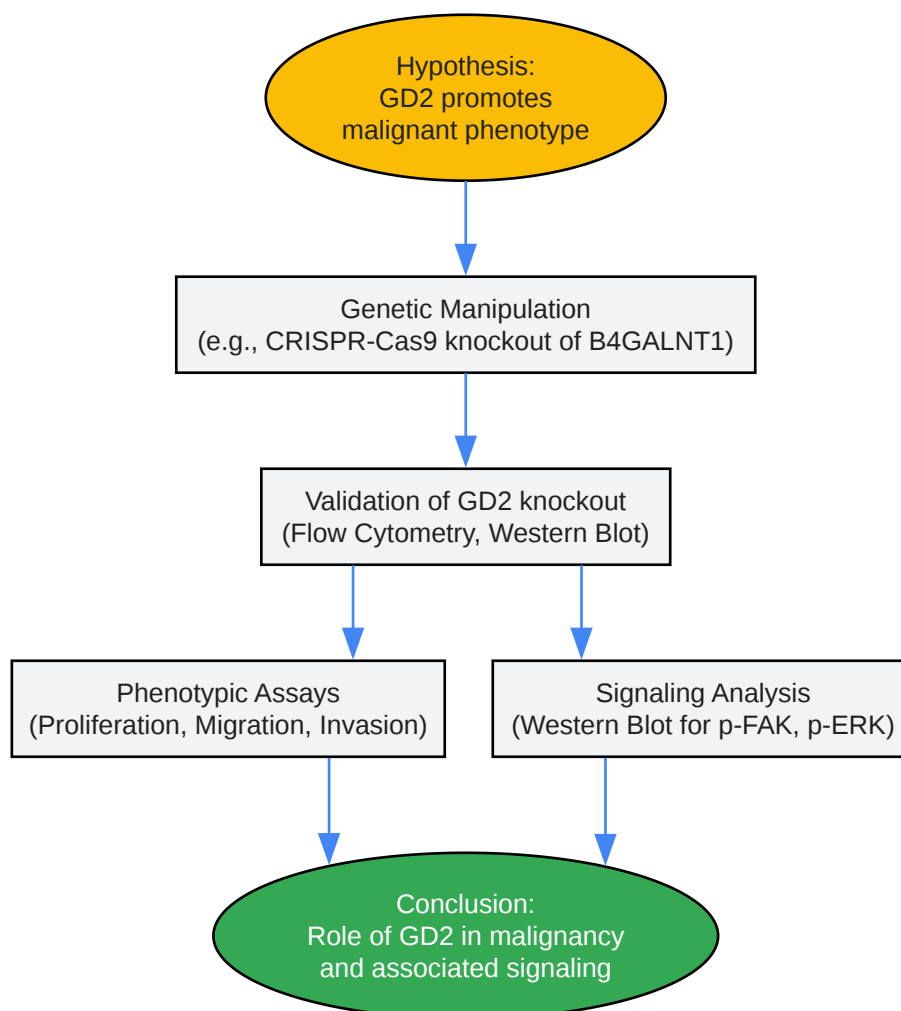 Hypothesis:
GD2 promotes
malignant phenotype
Genetic Manipulation
(e.g., CRISPR-Cas9 knockout of B4GALNT1)
Validation of GD2 knockout
(Flow Cytometry, Western Blot)
Phenotypic Assays
(Proliferation, Migration, Invasion)
Signaling Analysis
(Western Blot for p-FAK, p-ERK)
Conclusion:
Role of GD2 in malignancy
and associated signaling